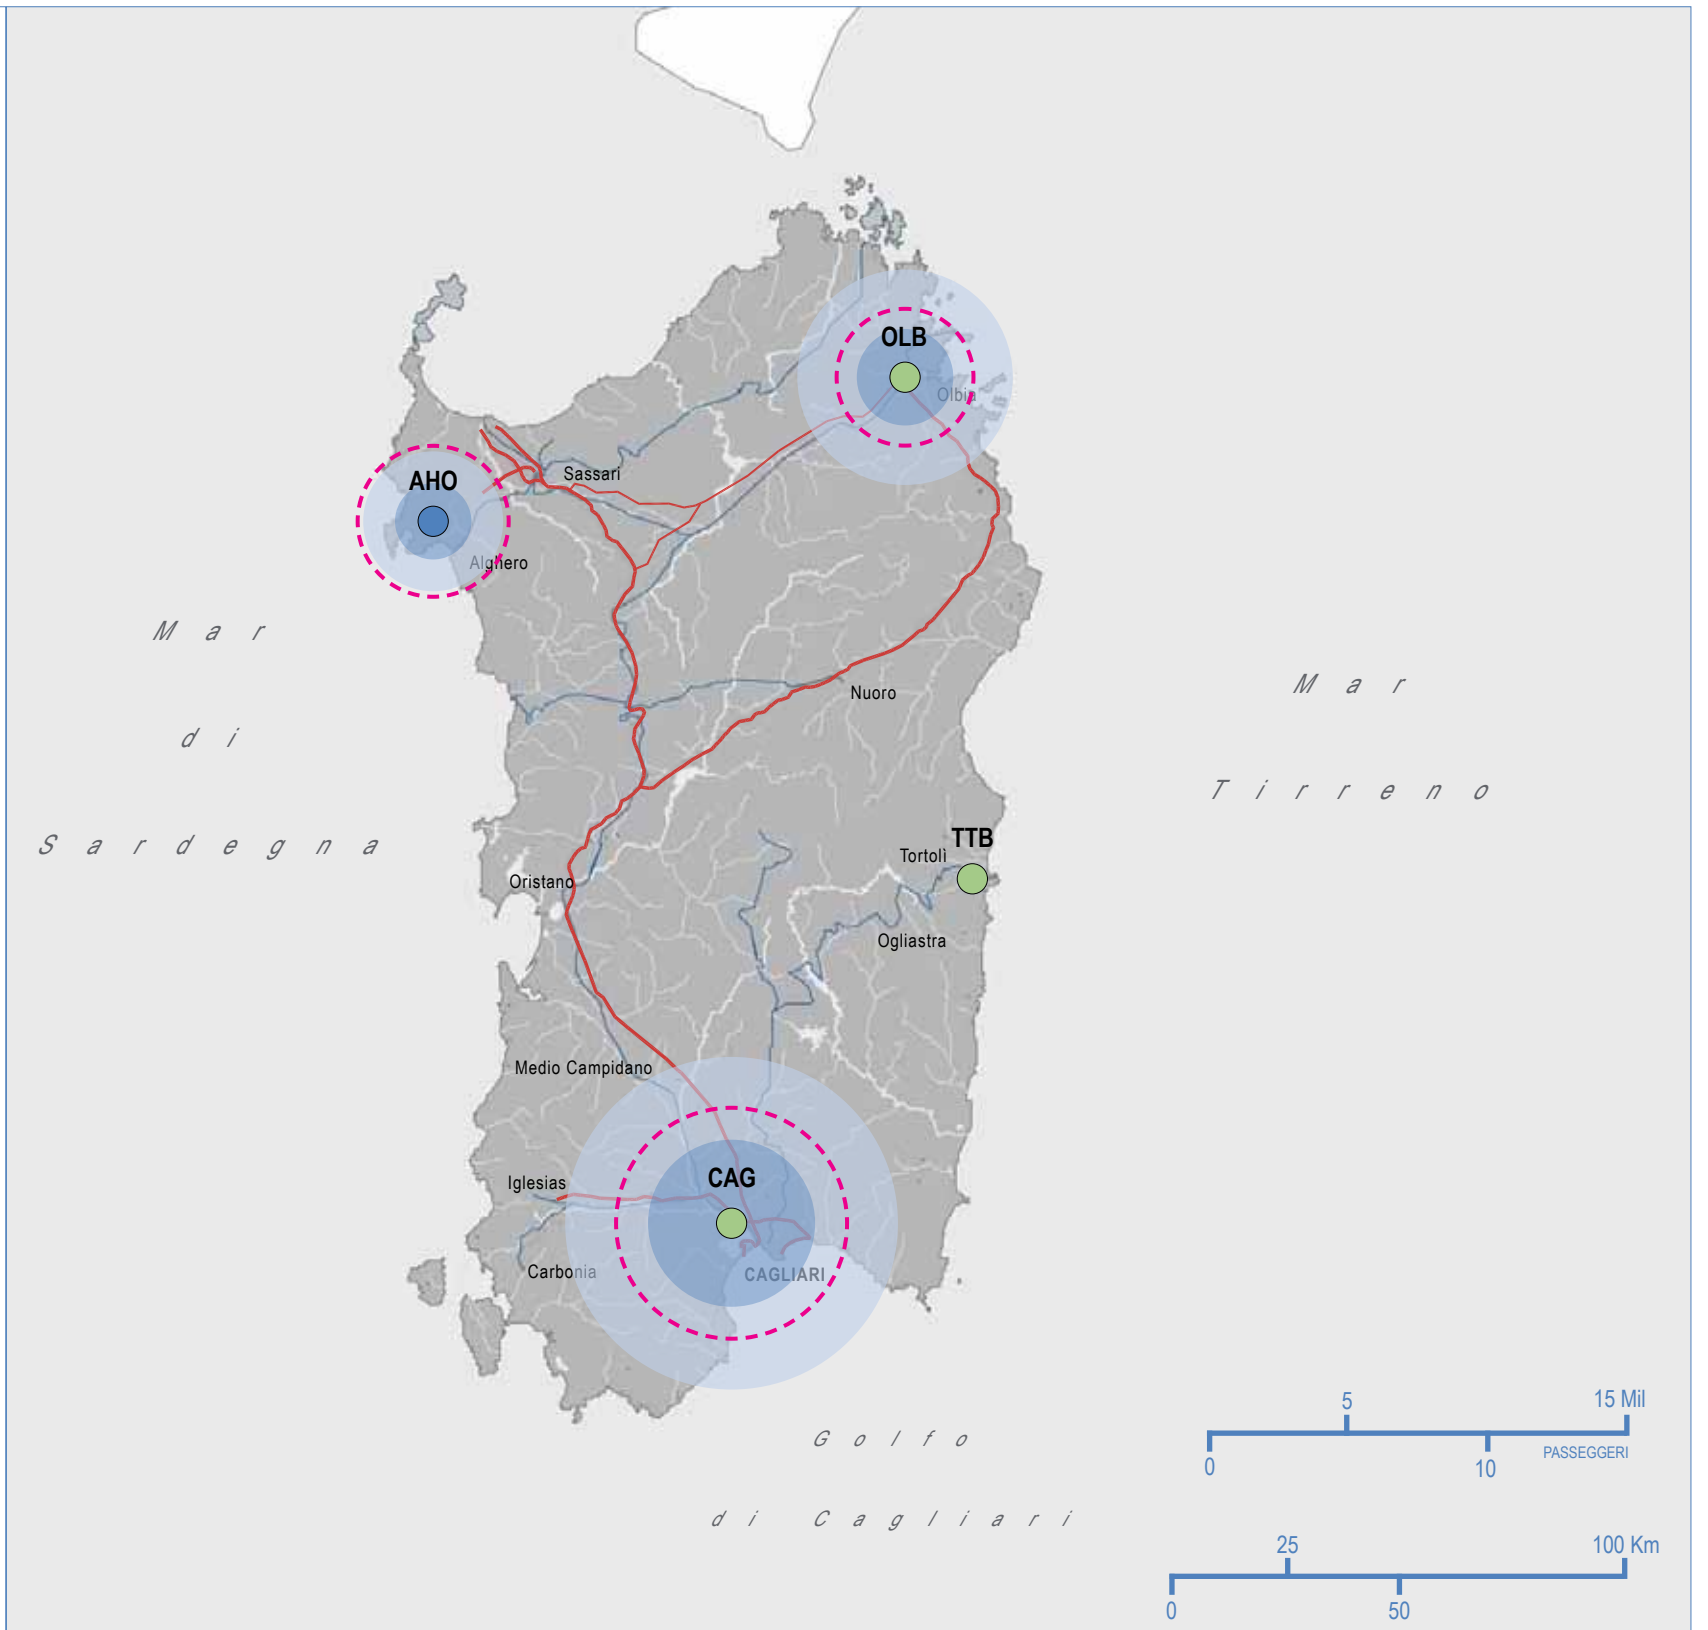 OLB
Olbia
AHO
Sassari
Alghero
Mar
di
Sardegna
Mar
Tirreno
Nuoro
TTB
Tortolì
Oristano
Ogliastra
Medio Campidano
CAG
Iglesias
Carbonia
CAGLIARI
Golfo
di Cagliari
5 15 Mil
0 10 PASSEGGERI
25 100 Km
0 50